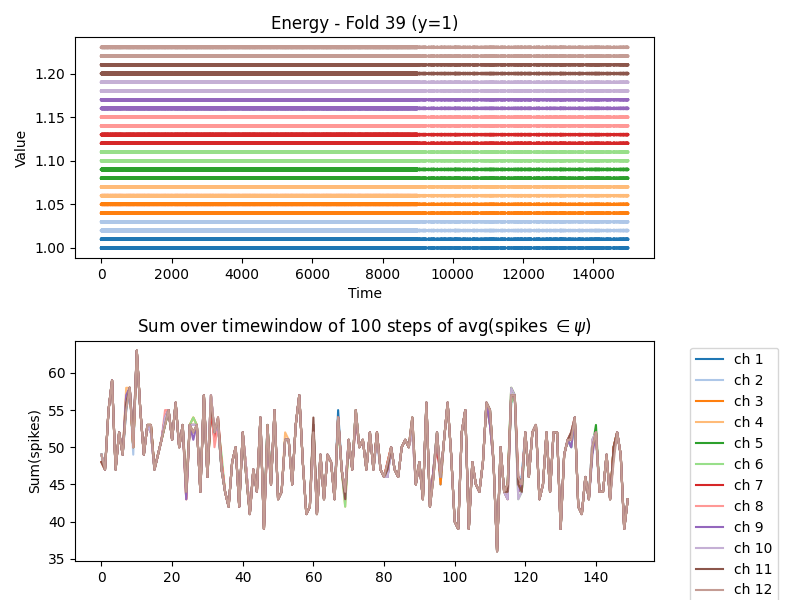 Energy - Fold 39 (y=1)
Value
1.20
1.15
1.10
1.05
1.00
0 2000 4000 6000 8000 10000 12000 14000
Time
Sum over timewindow of 100 steps of avg(spikes ∈ ψ)
Sum(spikes)
60
55
50
45
40
35
0 20 40 60 80 100 120 140
ch 1
ch 2
ch 3
ch 4
ch 5
ch 6
ch 7
ch 8
ch 9
ch 10
ch 11
ch 12